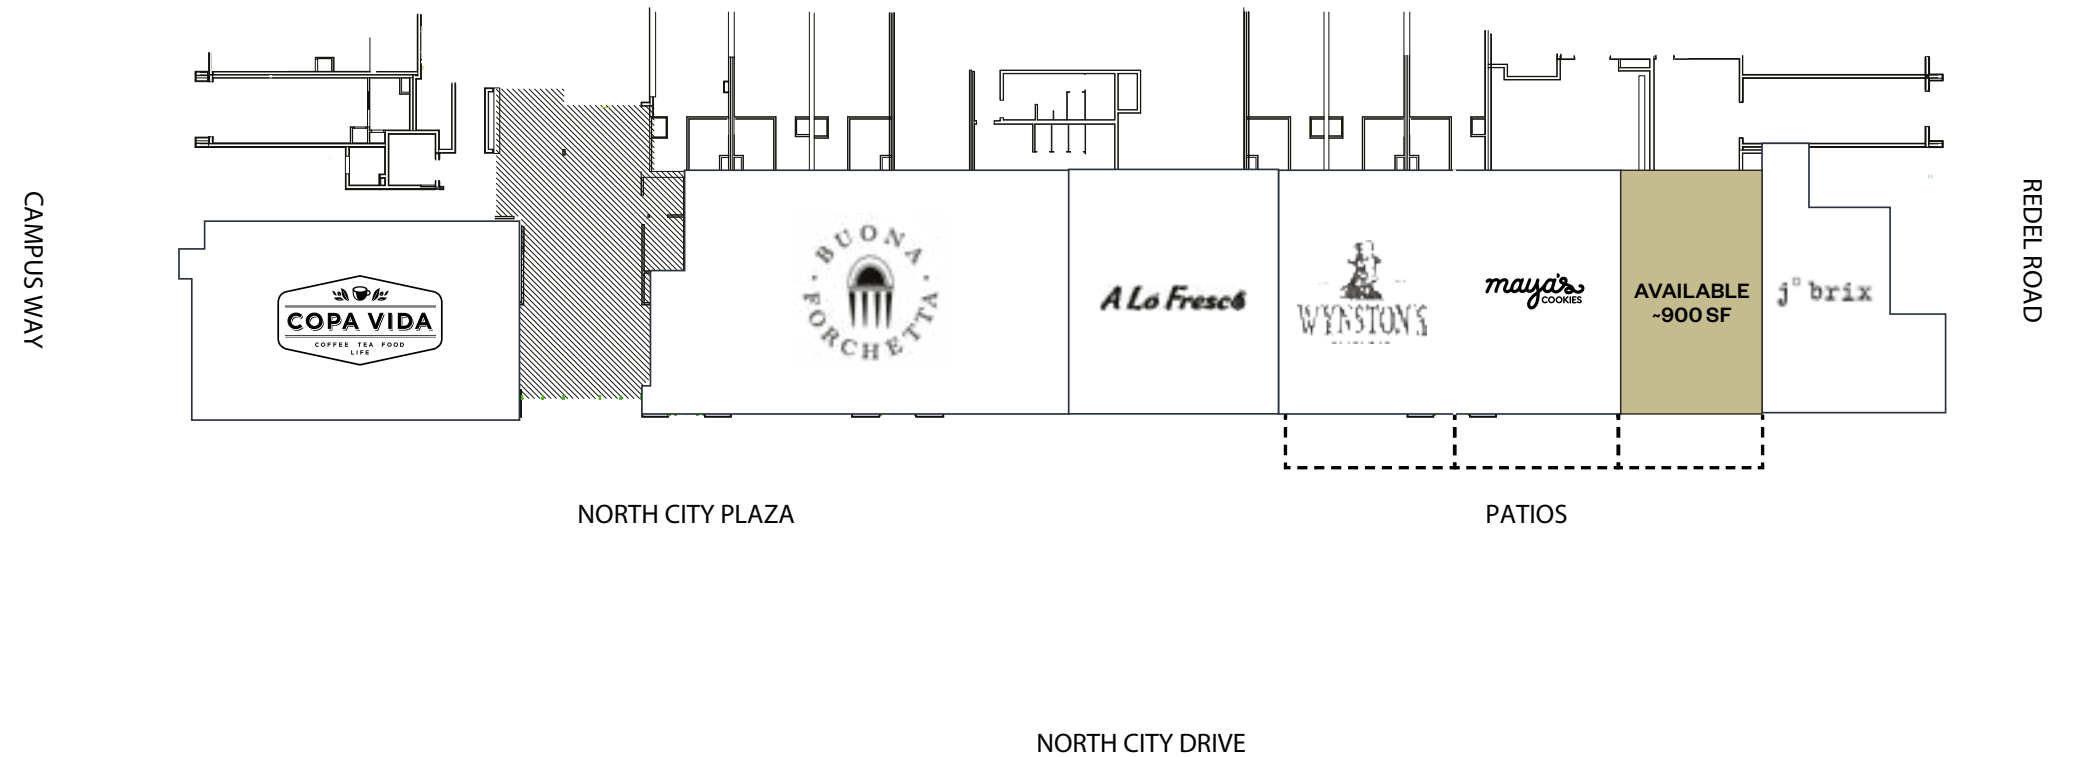 CAMPUS WAY
COPA VIDA
COFFEE TEA FOOD
LIFE
BUONA
FORCHETTA
A Lo Fresco
WYNSTON'S
maya's
COOKIES
AVAILABLE
~900 SF
j brix
REDEL ROAD
NORTH CITY PLAZA
PATIOS
NORTH CITY DRIVE